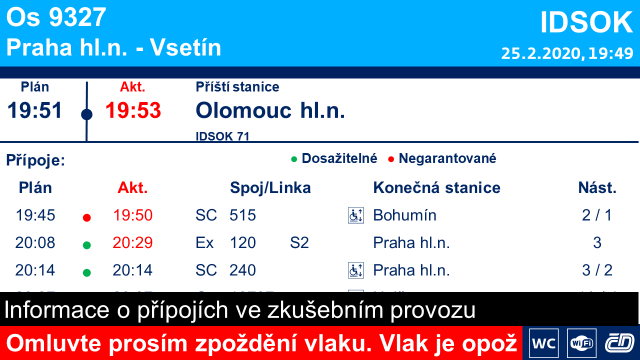 Os 9327
IDSOK
Praha hl.n. - Vsetín
25.2.2020, 19:49
Plán Akt. Příští stanice
19:51 19:53 Olomouc hl.n.
IDSOK 71
Přípoje: Dosažitelné Negarantované
Plán Akt. Spoj/Linka Konečná stanice Nást.
19:45 19:50 SC 515 Bohumín 2 / 1
20:08 20:29 Ex 120 S2 Praha hl.n. 3
20:14 20:14 SC 240 Praha hl.n. 3 / 2
Informace o přípojích ve zkušebním provozu
Omluvte prosím zpoždění vlaku. Vlak je opož
WC WiFi ČD